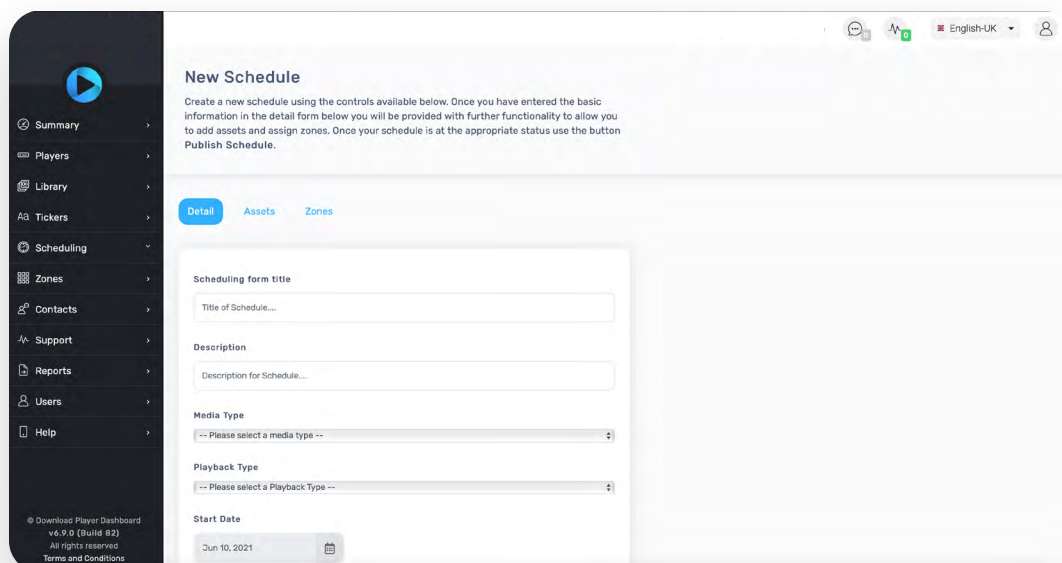 0
0
English-UK
New Schedule
Create a new schedule using the controls available below. Once you have entered the basic
information in the detail form below you will be provided with further functionality to allow you
to add assets and assign zones. Once your schedule is at the appropriate status use the button
Publish Schedule.
Summary
Players
Library
Aa Tickers
Scheduling
Zones
Contacts
Support
Reports
Users
Help
© Download Player Dashboard
v6.9.0 (Build 82)
All rights reserved
Terms and Conditions
Detail Assets Zones
Scheduling form title
Title of Schedule....
Description
Description for Schedule....
Media Type
-- Please select a media type --
Playback Type
-- Please select a Playback Type --
Start Date
Jun 10, 2021